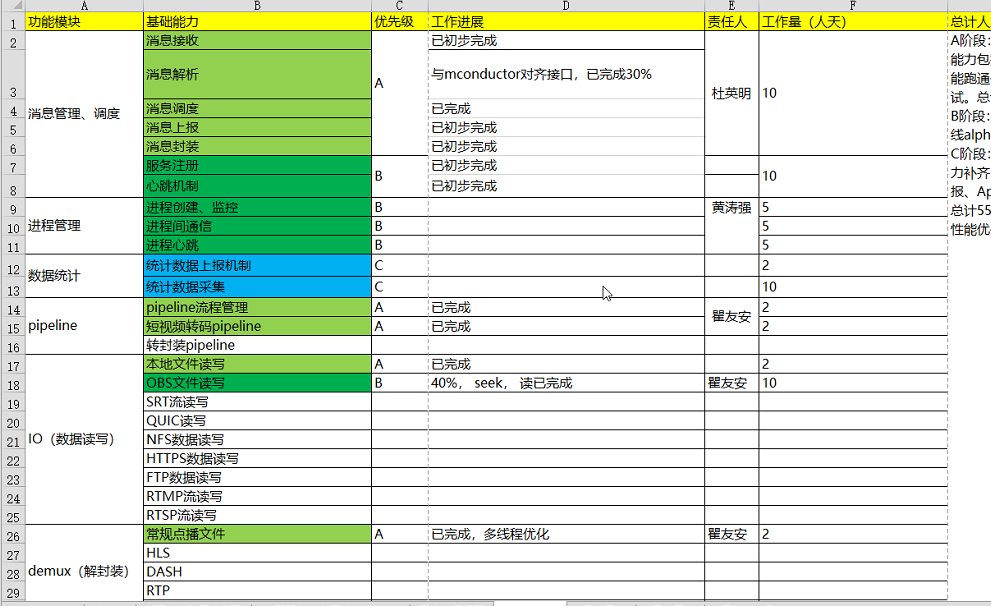 A B C D E F
1 功能模块 基础能力 优先级 工作进展 责任人 工作量（人天） 总计人
2 消息接收 已初步完成 A阶段：
能力包
3 消息解析 A 与mconductor对齐接口，已完成30% 杜英明 10 能跑通
试。总
4 消息管理、调度 消息调度 已完成 B阶段：
5 消息上报 已初步完成 线alph
6 消息封装 已初步完成 C阶段：
7 服务注册 B 已初步完成 10 力补齐
8 心跳机制 已初步完成 报、Ap
9 进程管理 进程创建、监控 B 黄涛强 5 总计55
10 进程间通信 B 5 性能优
11 进程心跳 B 5
12 数据统计 统计数据上报机制 C 2
13 统计数据采集 C 10
14 pipeline pipeline流程管理 A 已完成 瞿友安 2
15 短视频转码pipeline A 已完成 2
16 转封装pipeline
17 IO（数据读写） 本地文件读写 A 已完成 2
18 OBS文件读写 B 40%， seek， 读已完成 瞿友安 10
19 SRT流读写
20 QUIC读写
21 NFS数据读写
22 HTTPS数据读写
23 FTP数据读写
24 RTMP流读写
25 RTSP流读写
26 demux（解封装） 常规点播文件 A 已完成，多线程优化 瞿友安 2
27 HLS
28 DASH
29 RTP